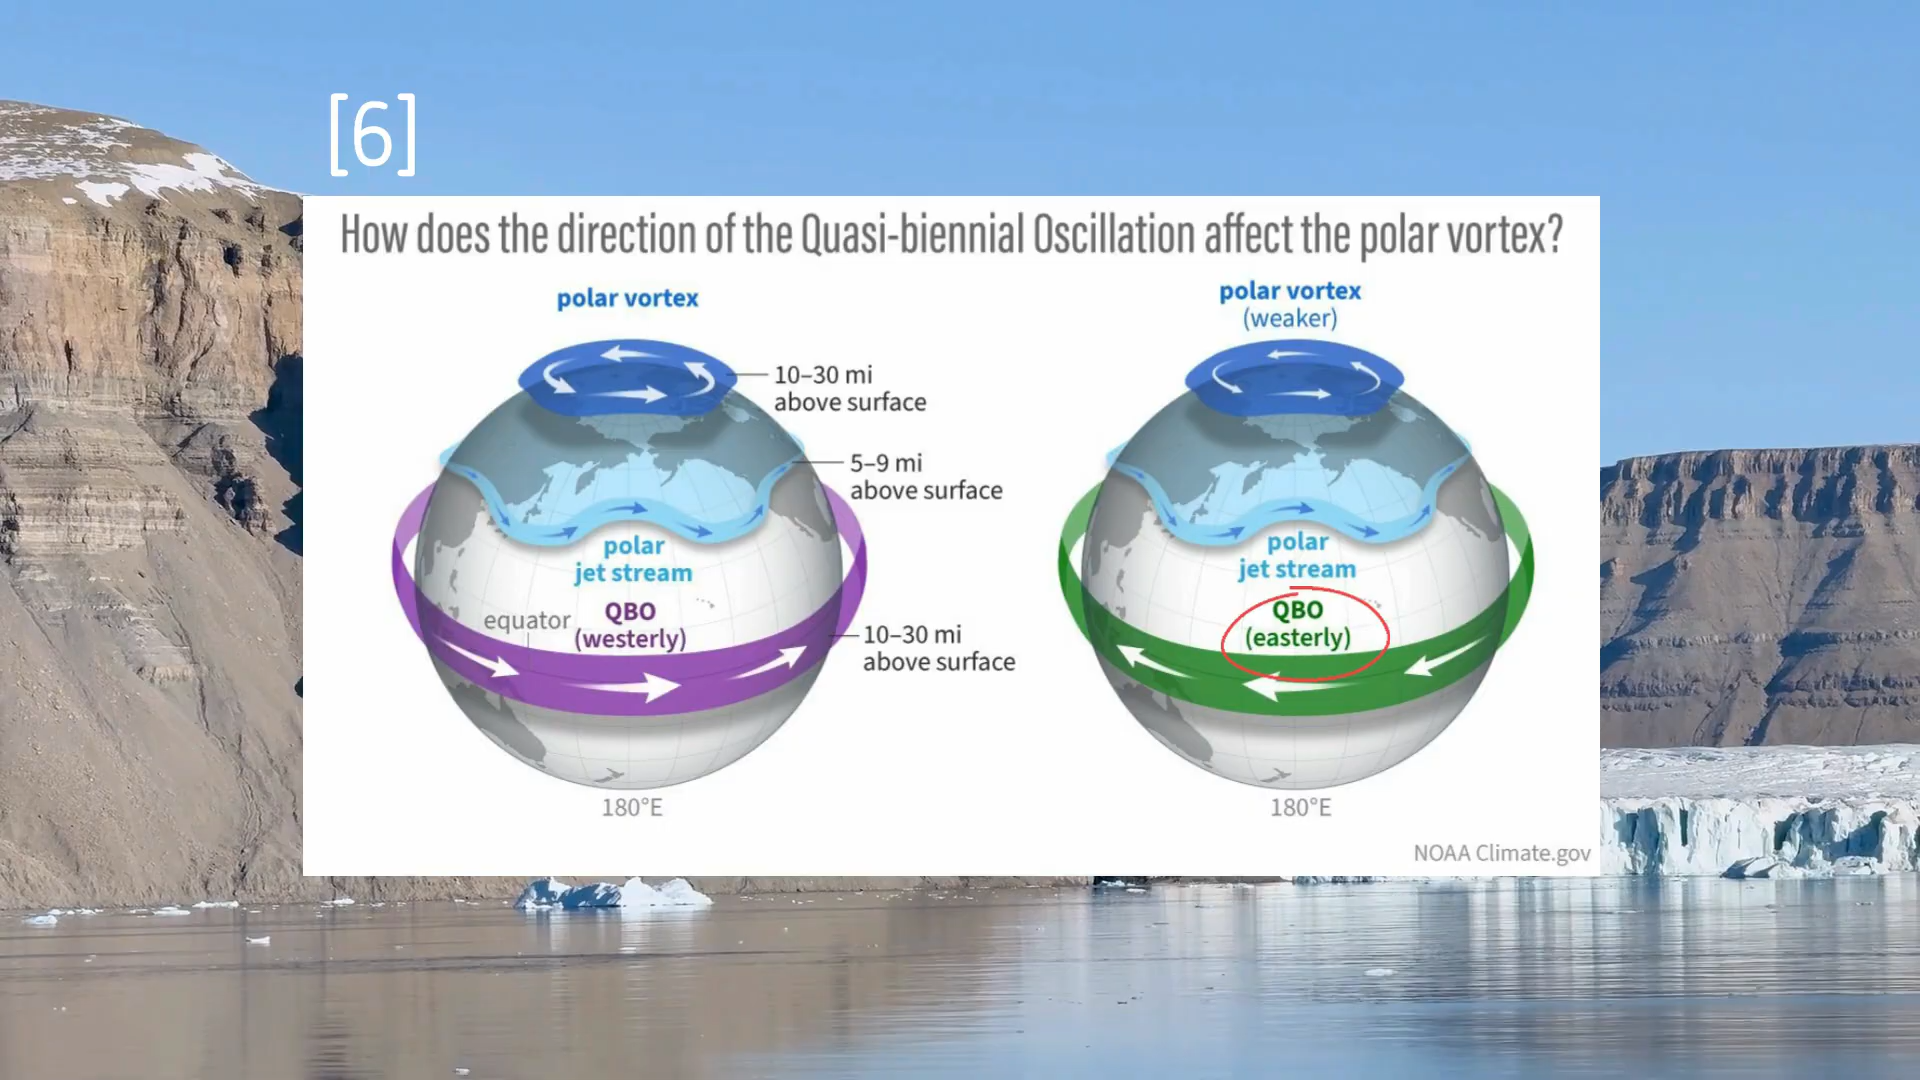 [6]
How does the direction of the Quasi-biennial Oscillation affect the polar vortex?
polar vortex
10–30 mi
above surface
5–9 mi
above surface
polar
jet stream
equator
QBO
(westerly)
10–30 mi
above surface
180°E
polar vortex
(weaker)
polar
jet stream
QBO
(easterly)
180°E
NOAA Climate.gov